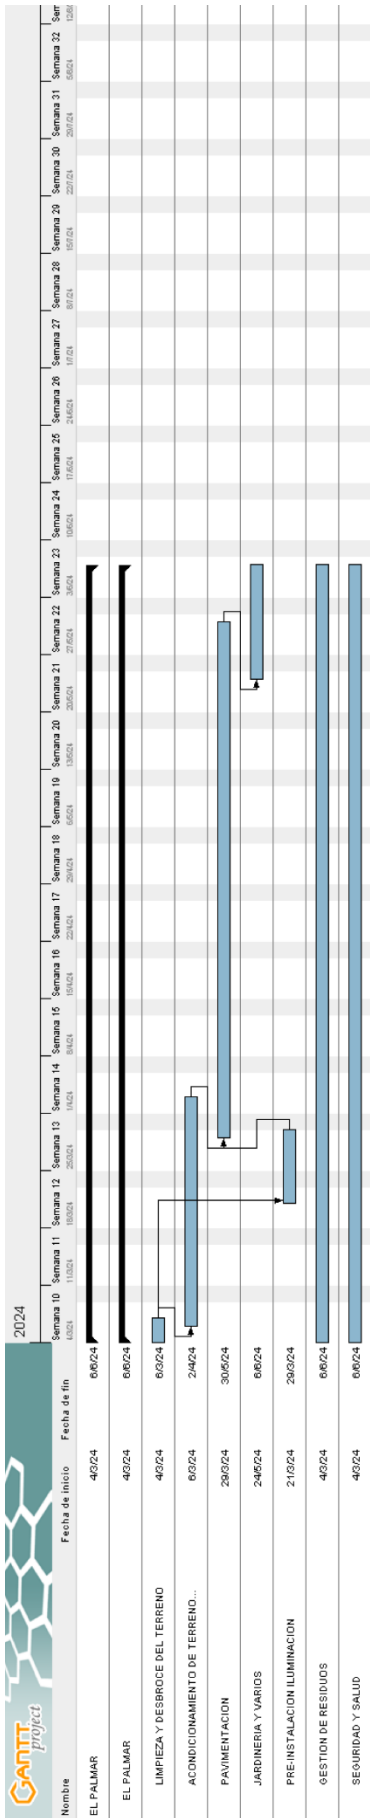 GANTT
project
2024
Nombre Fecha de inicio Fecha de fin
EL PALMAR 4/3/24 6/6/24
EL PALMAR 4/3/24 6/6/24
LIMPIEZA Y DESBROCE DEL TERRENO 4/3/24 6/3/24
ACONDICIONAMIENTO DE TERRENO... 6/3/24 2/4/24
PAVIMENTACION 29/3/24 30/5/24
JARDINERIA Y VARIOS 24/5/24 6/6/24
PRE-INSTALACION ILUMINACION 21/3/24 29/3/24
GESTION DE RESIDUOS 4/3/24 6/6/24
SEGURIDAD Y SALUD 4/3/24 6/6/24
Semana 10 Semana 11 Semana 12 Semana 13 Semana 14 Semana 15 Semana 16 Semana 17 Semana 18 Semana 19 Semana 20 Semana 21 Semana 22 Semana 23 Semana 24 Semana 25 Semana 26 Semana 27 Semana 28 Semana 29 Semana 30 Semana 31 Semana 32 Sem
4/3/24 11/3/24 18/3/24 25/3/24 1/4/24 8/4/24 15/4/24 22/4/24 29/4/24 6/5/24 13/5/24 20/5/24 27/5/24 3/6/24 10/6/24 17/6/24 24/6/24 1/7/24 8/7/24 15/7/24 22/7/24 29/7/24 5/8/24